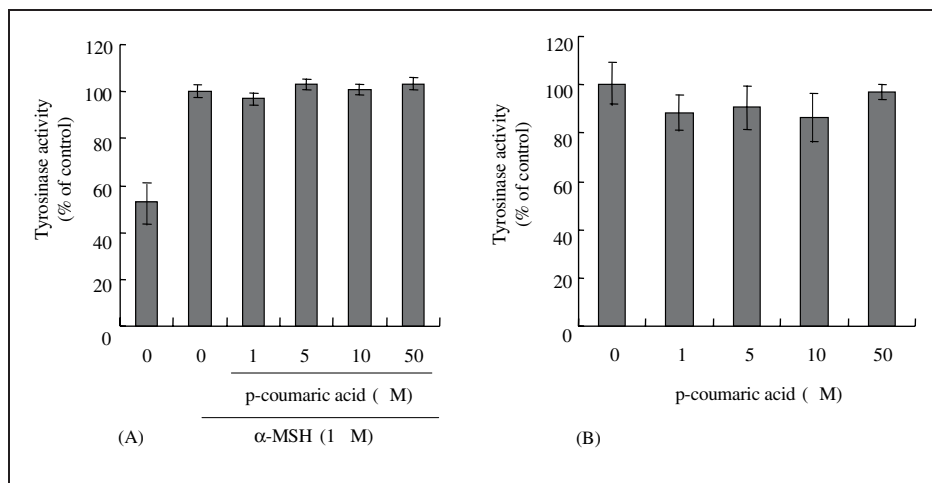 120
100
80
60
40
20
0
Tyrosinase activity
(% of control)
0 0 1 5 10 50
p-coumaric acid ( M)
α-MSH (1 M)
(A)
120
100
80
60
40
20
0
Tyrosinase activity
(% of control)
0 1 5 10 50
p-coumaric acid ( M)
(B)